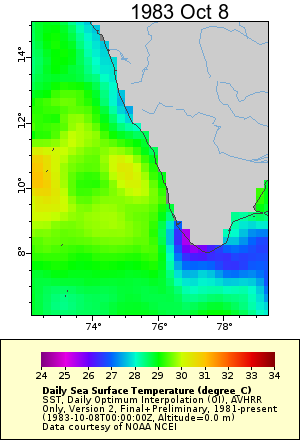 1983 Oct 8
14°
12°
10°
8°
74° 76° 78°
24 25 26 27 28 29 30 31 32 33 34
Daily Sea Surface Temperature (degree_C)
SST, Daily Optimum Interpolation (OI), AVHRR
Only, Version 2, Final+Preliminary, 1981-present
(1983-10-08T00:00:00Z, Altitude=0.0 m)
Data courtesy of NOAA NCEI